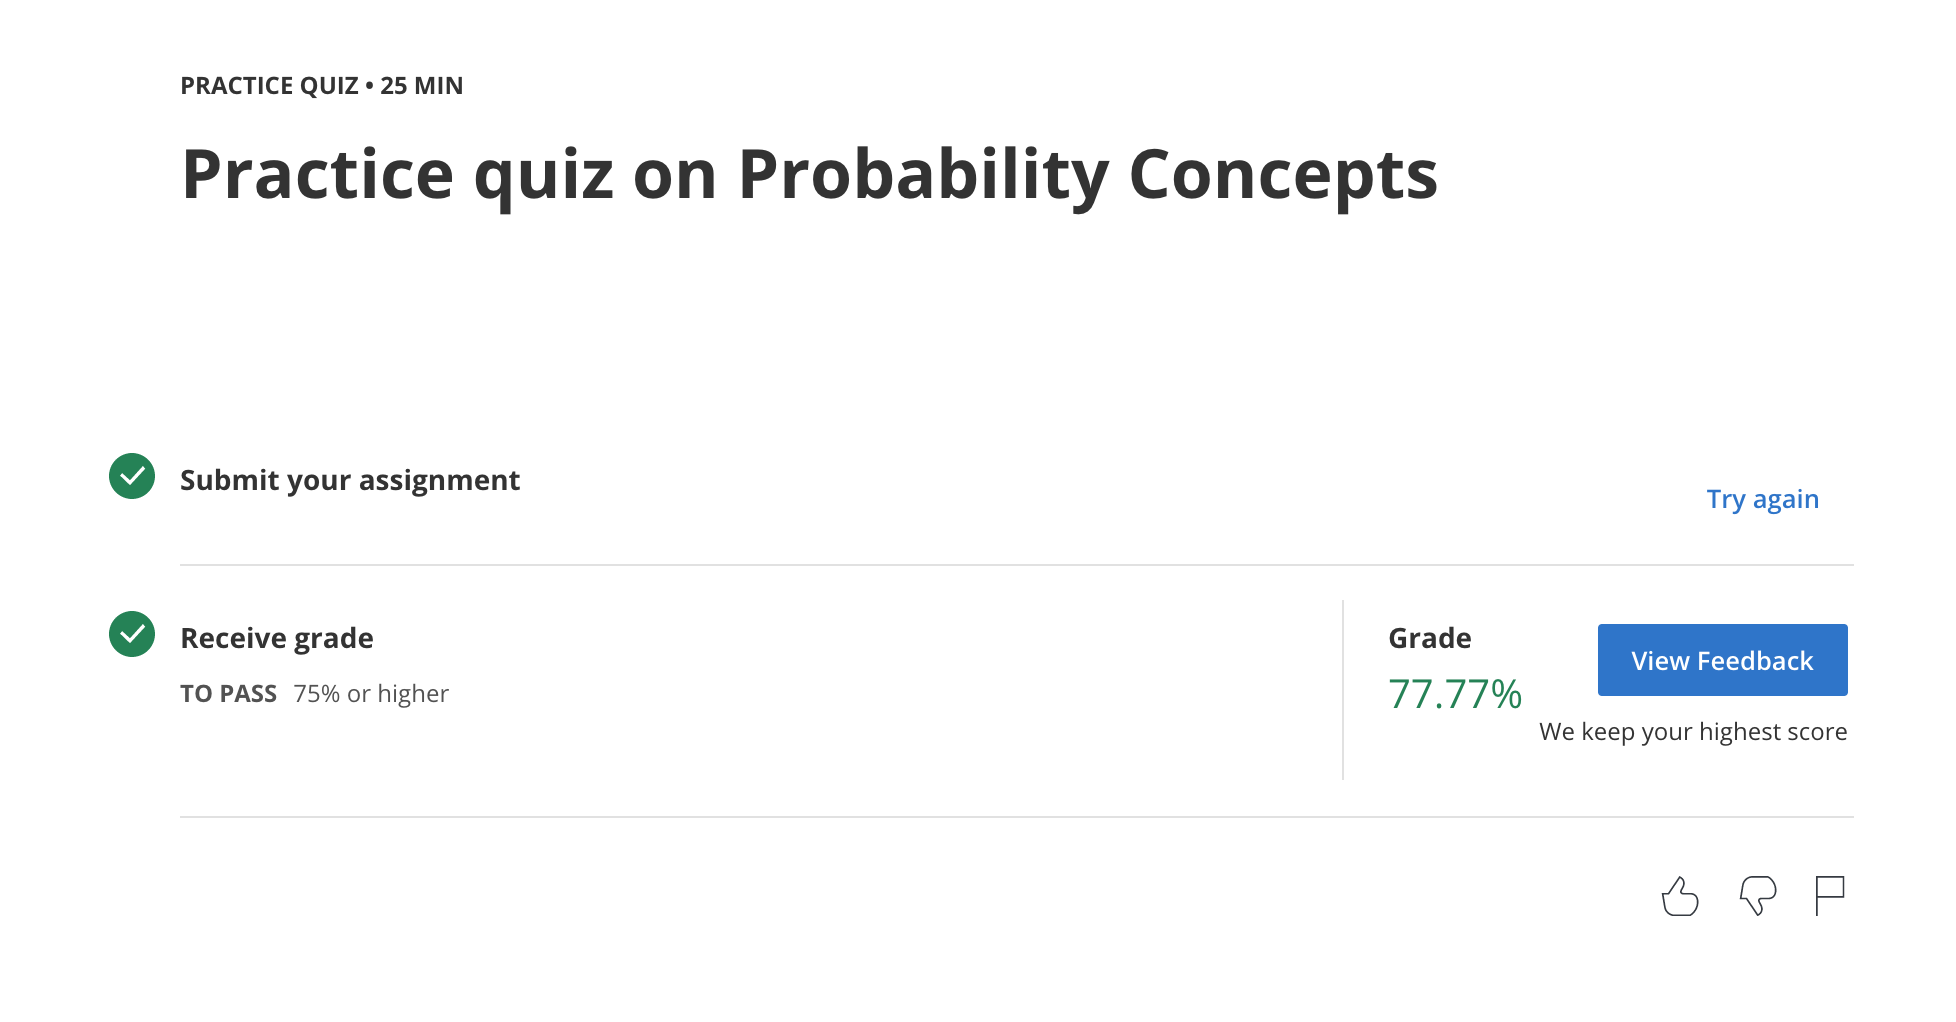 PRACTICE QUIZ • 25 MIN
Practice quiz on Probability Concepts
Submit your assignment
Try again
Receive grade
TO PASS 75% or higher
Grade
77.77%
View Feedback
We keep your highest score